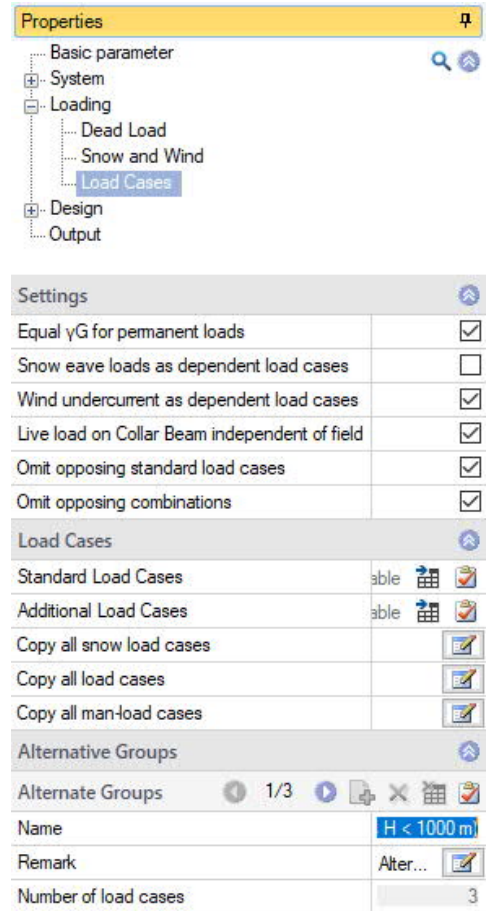 Properties
Basic parameter
System
Loading
Dead Load
Snow and Wind
Load Cases
Design
Output
Settings
Equal γG for permanent loads
Snow eave loads as dependent load cases
Wind undercurrent as dependent load cases
Live load on Collar Beam independent of field
Omit opposing standard load cases
Omit opposing combinations
Load Cases
Standard Load Cases able
Additional Load Cases able
Copy all snow load cases
Copy all load cases
Copy all man-load cases
Alternative Groups
Alternate Groups 1/3
Name H < 1000 m)
Remark Alter...
Number of load cases 3